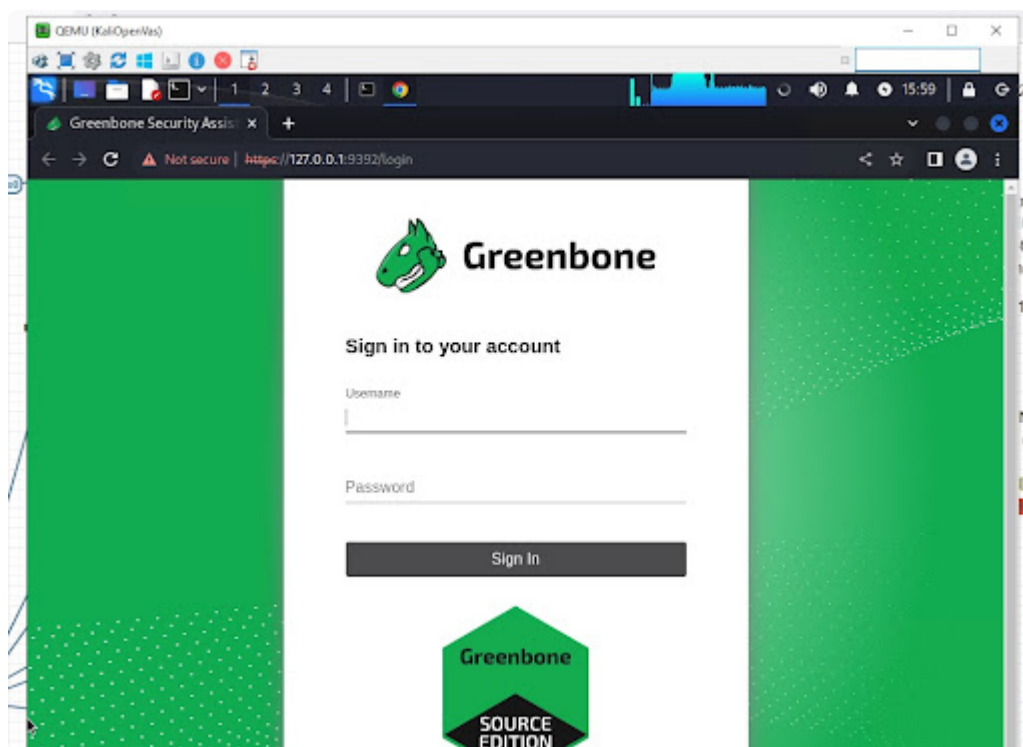 QEMU (KaliOpenVas)
1 2 3 4 15:59
Greenbone Security Assis
Not secure | https://127.0.0.1:9392/login
Greenbone
Sign in to your account
Username
Password
Sign In
Greenbone
SOURCE
EDITION